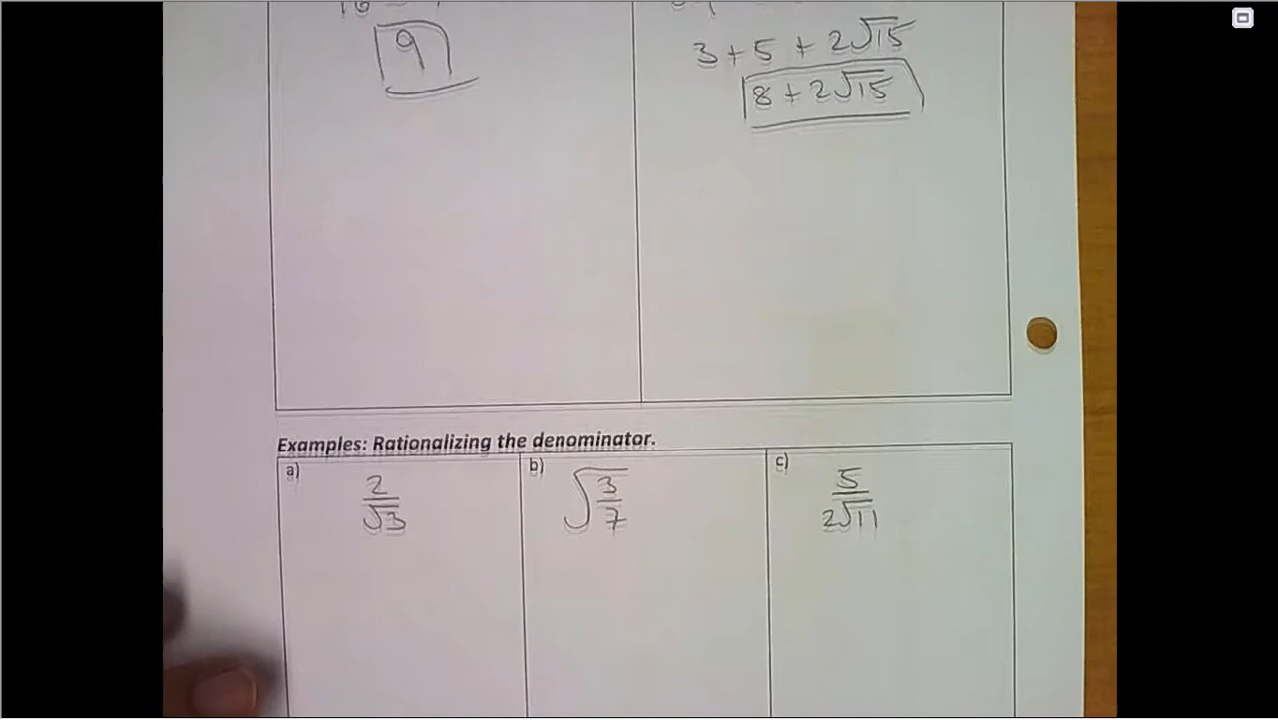 9
3 + 5 + 2√15
8 + 2√15
Examples: Rationalizing the denominator.
a) 2/√3
b) √3/7
c) 5/2√11